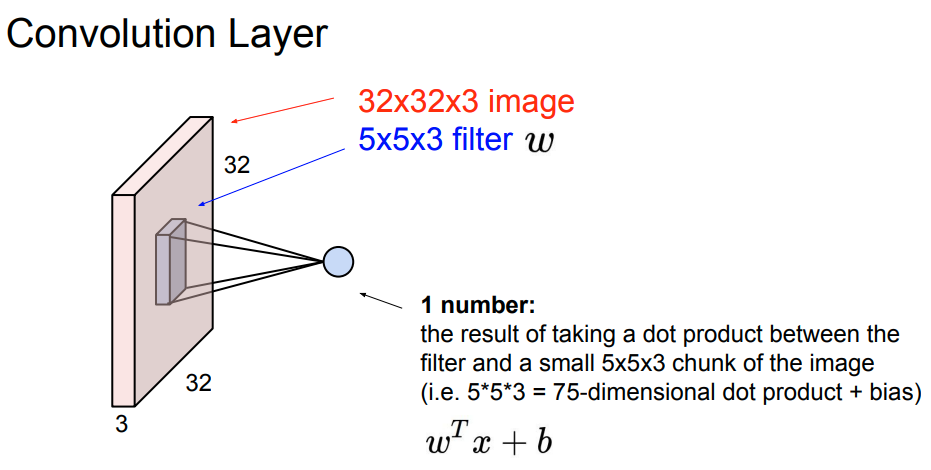 Convolution Layer
32x32x3 image
5x5x3 filter w
32
32
3
1 number:
the result of taking a dot product between the
filter and a small 5x5x3 chunk of the image
(i.e. 5*5*3 = 75-dimensional dot product + bias)
w^T x + b